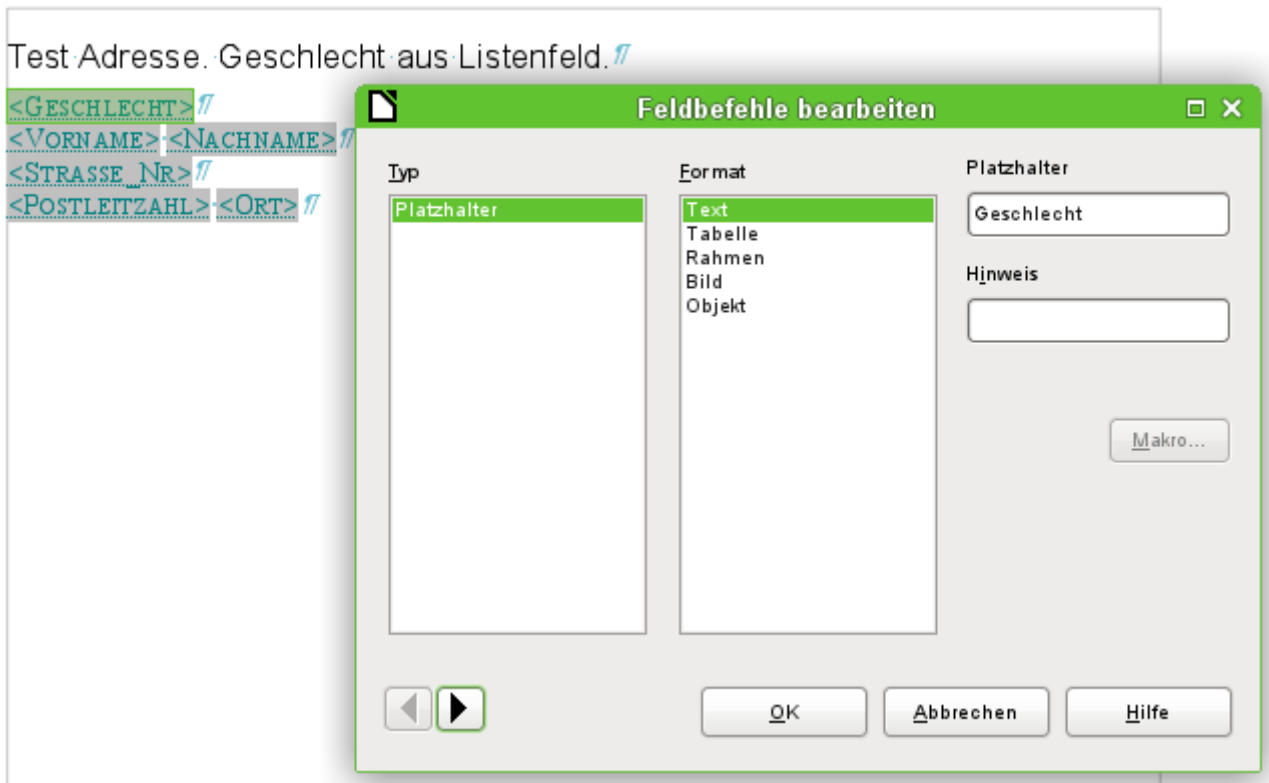 Test Adresse. Geschlecht aus Listenfeld.¶
<GESCHLECHT>¶
<VORNAME> <NACHNAME>¶
<STRASSE_NR>¶
<POSTLEITZAHL> <ORT>¶
Feldbefehle bearbeiten
Typ
Platzhalter
Format
Text
Tabelle
Rahmen
Bild
Objekt
Platzhalter
Geschlecht
Hinweis
Makro...
OK
Abbrechen
Hilfe